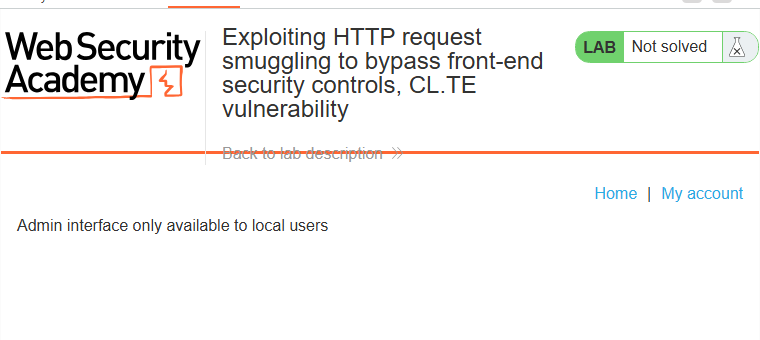 Web Security
Academy
Exploiting HTTP request
smuggling to bypass front-end
security controls, CL.TE
vulnerability
LAB Not solved
Back to lab description
Home | My account
Admin interface only available to local users